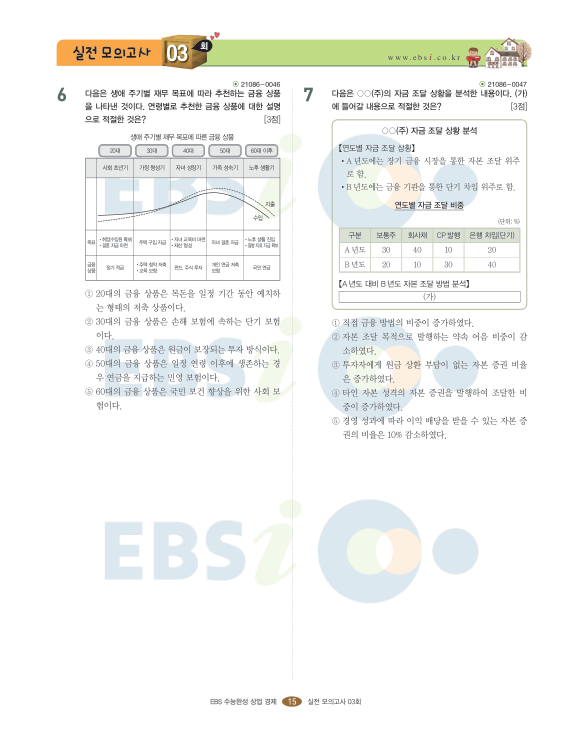 실전 모의고사 03 회
www.ebsi.co.kr
21086-0046
6 다음은 생애 주기별 재무 목표에 따라 추천하는 금융 상품
을 나타낸 것이다. 연령별로 추천한 금융 상품에 대한 설명
으로 적절한 것은? [3점]
생애 주기별 재무 목표에 따른 금융 상품
20대 30대 40대 50대 60대 이후
사회 초년기 가정 형성기 자녀 성장기 가족 성숙기 노후 생활기
지출
수입
목표 • 취업(수입원 확보) • 결혼 자금 마련 주택 구입 자금 • 자녀 교육비 마련 • 재산 형성 자녀 결혼 자금 • 노후 생활 진입
금융 상품 정기 적금 • 주택 청약 저축 • 교육 보험 펀드, 주식 투자 개인 연금 저축 보험 국민 연금
① 20대의 금융 상품은 목돈을 일정 기간 동안 예치하
는 형태의 저축 상품이다.
② 30대의 금융 상품은 손해 보험에 속하는 단기 보험
이다.
③ 40대의 금융 상품은 원금이 보장되는 투자 방식이다.
④ 50대의 금융 상품은 일정 연령 이후에 생존하는 경
우 연금을 지급하는 민영 보험이다.
⑤ 60대의 금융 상품은 국민 보건 향상을 위한 사회 보
험이다.
21086-0047
7 다음은 ○○(주)의 자금 조달 상황을 분석한 내용이다. (가)
에 들어갈 내용으로 적절한 것은? [3점]
○○(주) 자금 조달 상황 분석
【연도별 자금 조달 상황】
• A 년도에는 장기 금융 시장을 통한 자본 조달 위주
로 함.
• B 년도에는 금융 기관을 통한 단기 차입 위주로 함.
연도별 자금 조달 비중
(단위: %)
구분 보통주 회사채 CP 발행 은행 차입(단기)
A 년도 30 40 10 20
B 년도 20 10 30 40
【A 년도 대비 B 년도 자본 조달 방법 분석】
(가)
① 직접 금융 방법의 비중이 증가하였다.
② 자본 조달 목적으로 발행하는 약속 어음 비중이 감
소하였다.
③ 투자자에게 원금 상환 부담이 없는 자본 증권 비율
은 증가하였다.
④ 타인 자본 성격의 자본 증권을 발행하여 조달한 비
중이 증가하였다.
⑤ 경영 성과에 따라 이익 배당을 받을 수 있는 자본 증
권의 비율은 10% 감소하였다.
EBSi
EBSi
EBSi
EBS 수능완성 상업 경제 15 실전 모의고사 03회